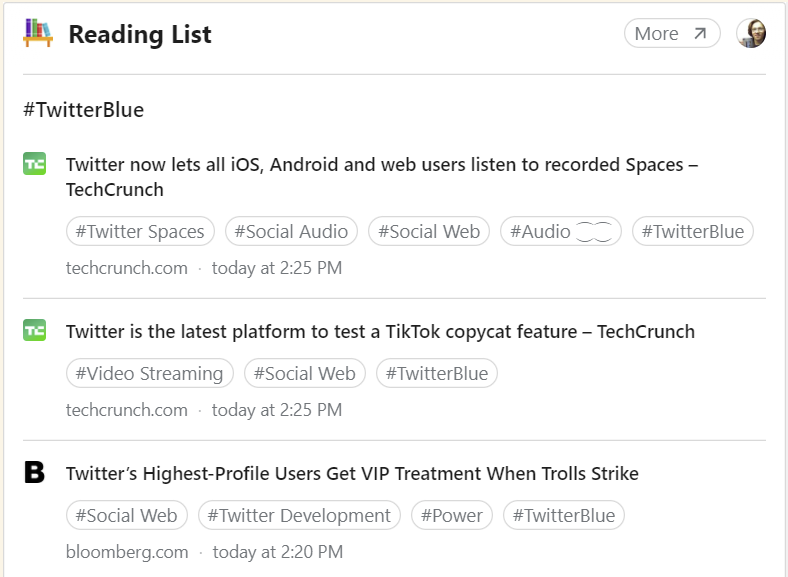 Reading List
More
#TwitterBlue
TC
Twitter now lets all iOS, Android and web users listen to recorded Spaces –
TechCrunch
#Twitter Spaces #Social Audio #Social Web #Audio #TwitterBlue
techcrunch.com · today at 2:25 PM
TC
Twitter is the latest platform to test a TikTok copycat feature – TechCrunch
#Video Streaming #Social Web #TwitterBlue
techcrunch.com · today at 2:25 PM
B
Twitter’s Highest-Profile Users Get VIP Treatment When Trolls Strike
#Social Web #Twitter Development #Power #TwitterBlue
bloomberg.com · today at 2:20 PM